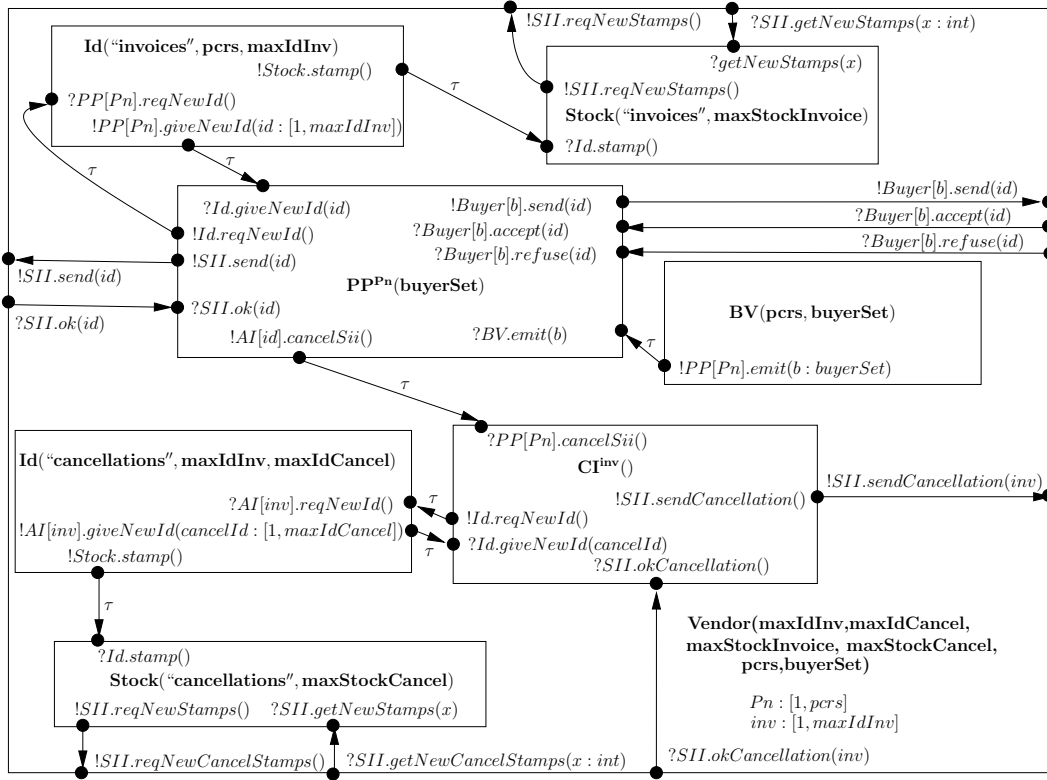 !SII.reqNewStamps()
?SII.getNewStamps(x : int)
Id(“invoices″, pcrs, maxIdInv)
!Stock.stamp()
?PP[Pn].reqNewId()
!PP[Pn].giveNewId(id : [1, maxIdInv])
τ
?getNewStamps(x)
!SII.reqNewStamps()
Stock(“invoices″, maxStockInvoice)
?Id.stamp()
τ
τ
?Id.giveNewId(id)
!Id.reqNewId()
!SII.send(id)
?SII.ok(id)
!AI[id].cancelSii()
PP^Pn(buyerSet)
!Buyer[b].send(id)
?Buyer[b].accept(id)
?Buyer[b].refuse(id)
?BV.emit(b)
!Buyer[b].send(id)
?Buyer[b].accept(id)
?Buyer[b].refuse(id)
!SII.send(id)
?SII.ok(id)
BV(pcrs, buyerSet)
τ
!PP[Pn].emit(b : buyerSet)
τ
Id(“cancellations″, maxIdInv, maxIdCancel)
?AI[inv].reqNewId()
!AI[inv].giveNewId(cancelId : [1, maxIdCancel])
!Stock.stamp()
τ
τ
?PP[Pn].cancelSii()
CI^inv()
!SII.sendCancellation()
!Id.reqNewId()
?Id.giveNewId(cancelId)
?SII.okCancellation()
!SII.sendCancellation(inv)
τ
?Id.stamp()
Stock(“cancellations″, maxStockCancel)
!SII.reqNewStamps()
?SII.getNewStamps(x)
!SII.reqNewCancelStamps()
?SII.getNewCancelStamps(x : int)
?SII.okCancellation(inv)
Vendor(maxIdInv,maxIdCancel,
maxStockInvoice, maxStockCancel,
pcrs,buyerSet)
Pn : [1, pcrs]
inv : [1, maxIdInv]